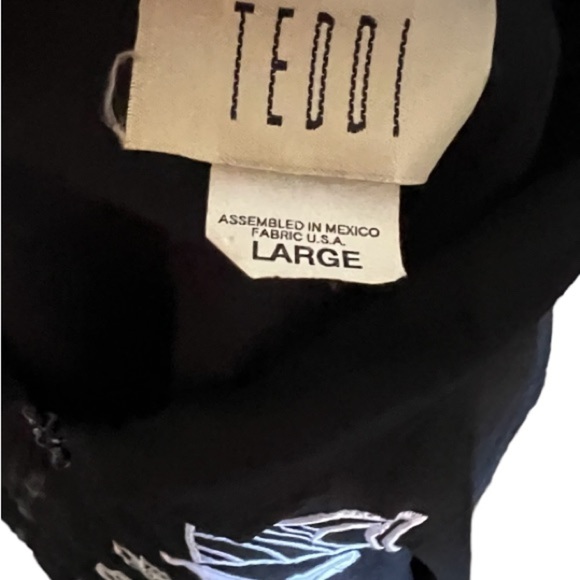 TEDDI
ASSEMBLED IN MEXICO
FABRIC U.S.A.
LARGE